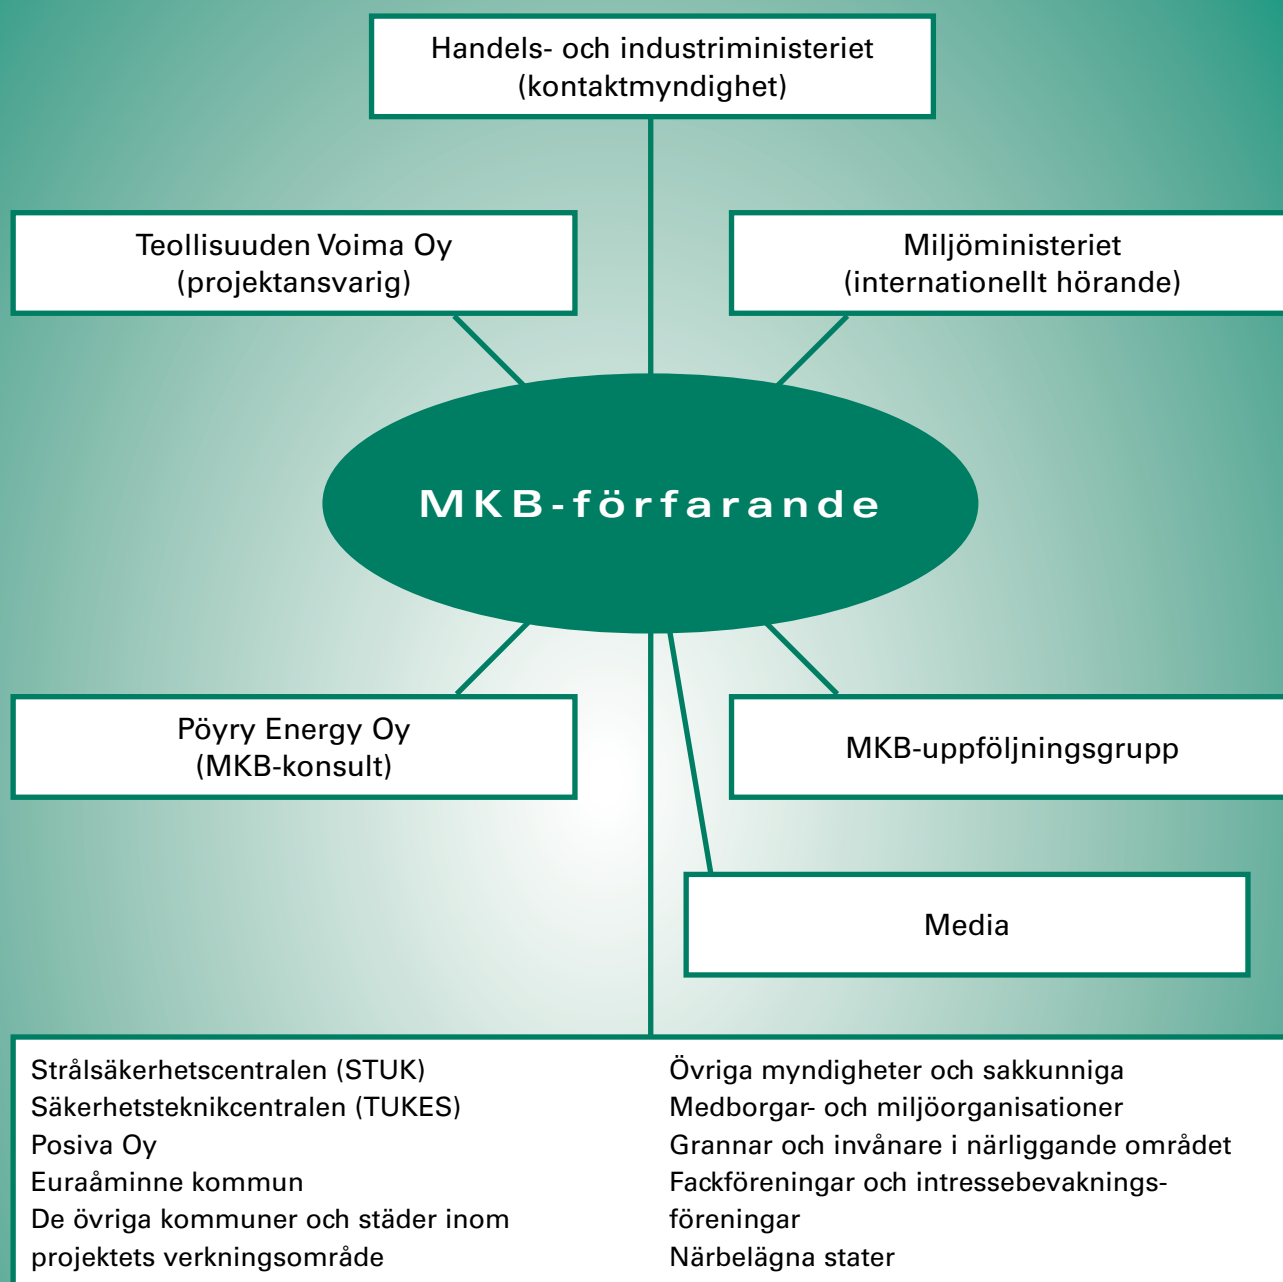 Handels- och industriministeriet
(kontaktmyndighet)
Teollisuuden Voima Oy
(projektansvarig)
Miljöministeriet
(internationellt hörande)
MKB-förfarande
Pöyry Energy Oy
(MKB-konsult)
MKB-uppföljningsgrupp
Media
Strålsäkerhetscentralen (STUK)
Säkerhetsteknikcentralen (TUKES)
Posiva Oy
Euraåminne kommun
De övriga kommuner och städer inom
projektets verkningsområde
Övriga myndigheter och sakkunniga
Medborgar- och miljöorganisationer
Grannar och invånare i närliggande området
Fackföreningar och intressebevaknings-
föreningar
Närbelägna stater